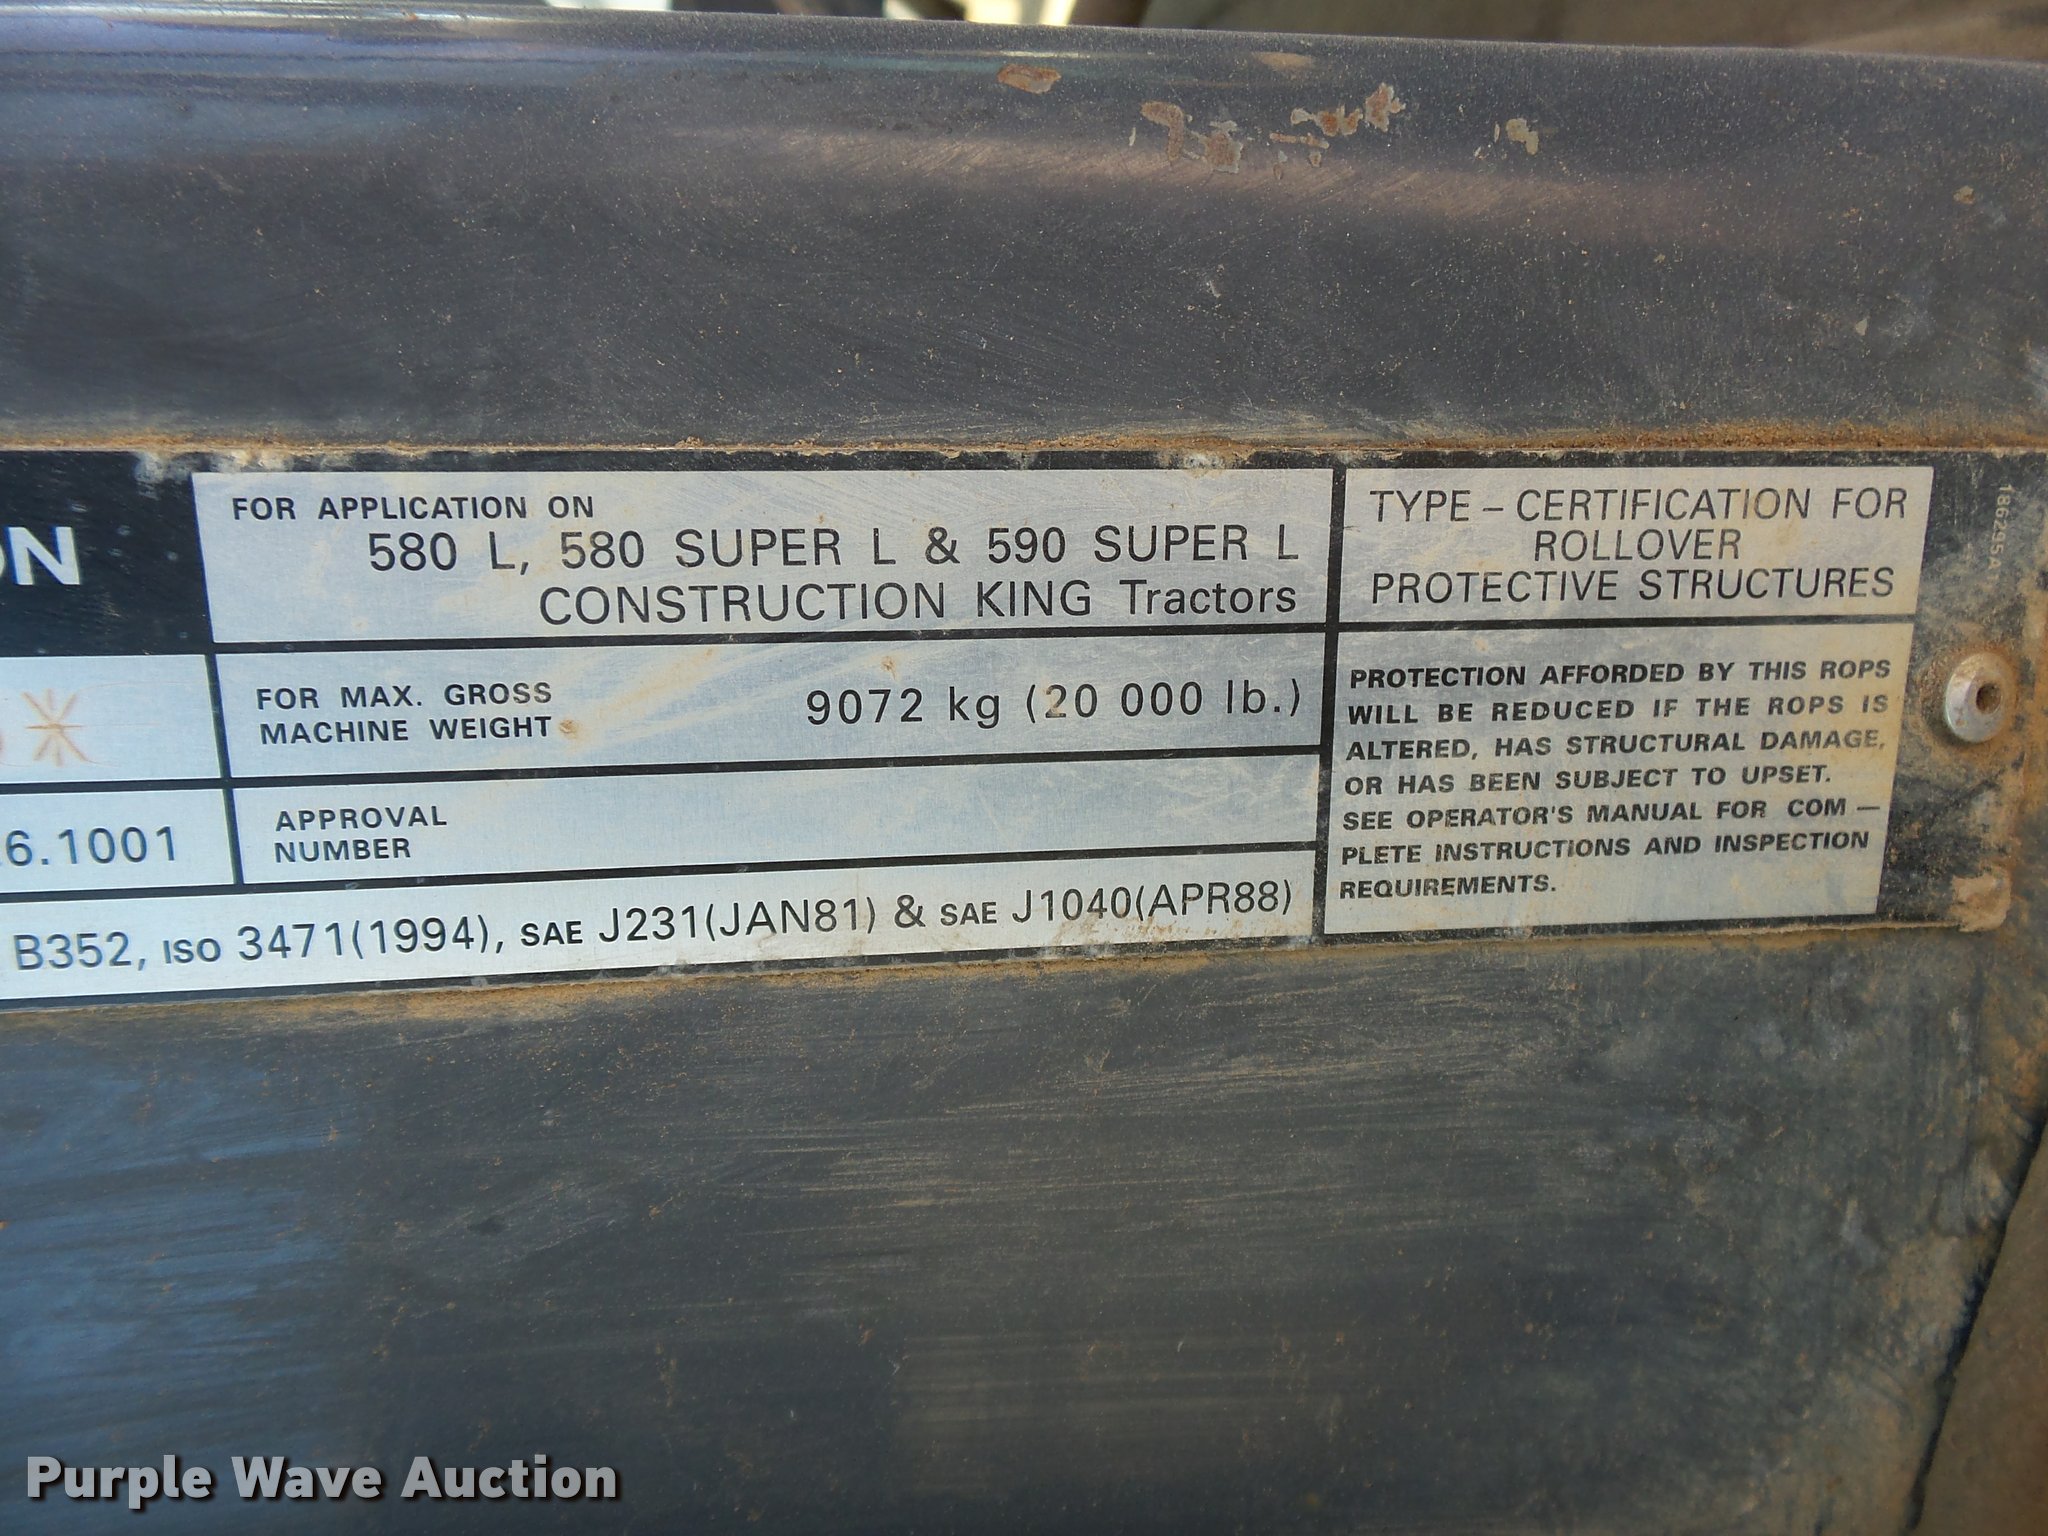 ON
FOR APPLICATION ON
580 L, 580 SUPER L & 590 SUPER L
CONSTRUCTION KING Tractors
TYPE – CERTIFICATION FOR
ROLLOVER
PROTECTIVE STRUCTURES
FOR MAX. GROSS
MACHINE WEIGHT
9072 kg (20 000 lb.)
6.1001
APPROVAL
NUMBER
B352, ISO 3471(1994), SAE J231(JAN81) & SAE J1040(APR88)
PROTECTION AFFORDED BY THIS ROPS
WILL BE REDUCED IF THE ROPS IS
ALTERED, HAS STRUCTURAL DAMAGE,
OR HAS BEEN SUBJECT TO UPSET.
SEE OPERATOR'S MANUAL FOR COM —
PLETE INSTRUCTIONS AND INSPECTION
REQUIREMENTS.
Purple Wave Auction